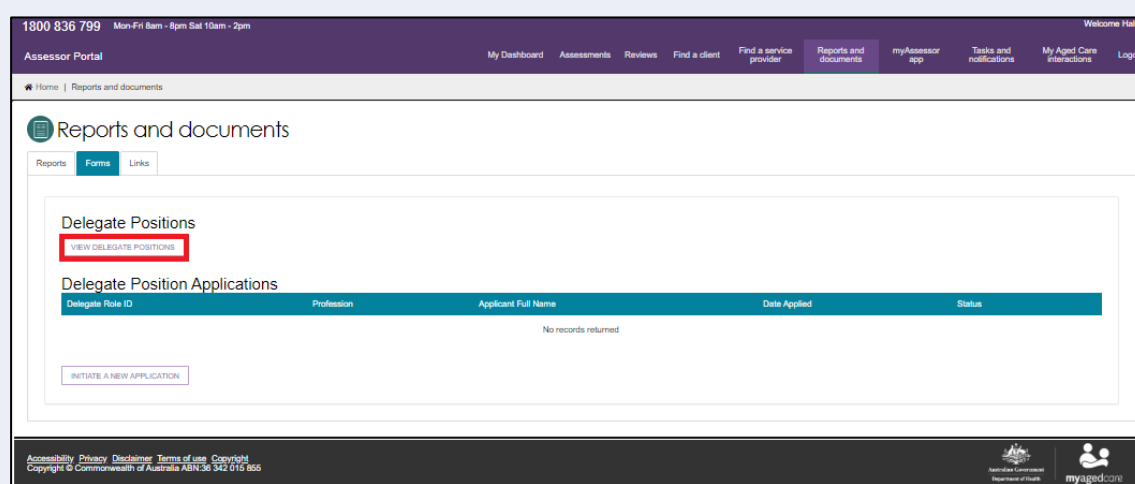 1800 836 799 Mon-Fri 8am - 8pm Sat 10am - 2pm
Welcome Hal
Assessor Portal
My Dashboard Assessments Reviews Find a client Find a service provider Reports and documents myAssessor app Tasks and notifications My Aged Care interactions Logo
Home | Reports and documents
Reports and documents
Reports Forms Links
Delegate Positions
VIEW DELEGATE POSITIONS
Delegate Position Applications
Delegate Role ID Profession Applicant Full Name Date Applied Status
No records returned
INITIATE A NEW APPLICATION
Accessibility Privacy Disclaimer Terms of use Copyright
Copyright © Commonwealth of Australia ABN:36 342 015 855
Australian Government
Department of Health
myagedcare